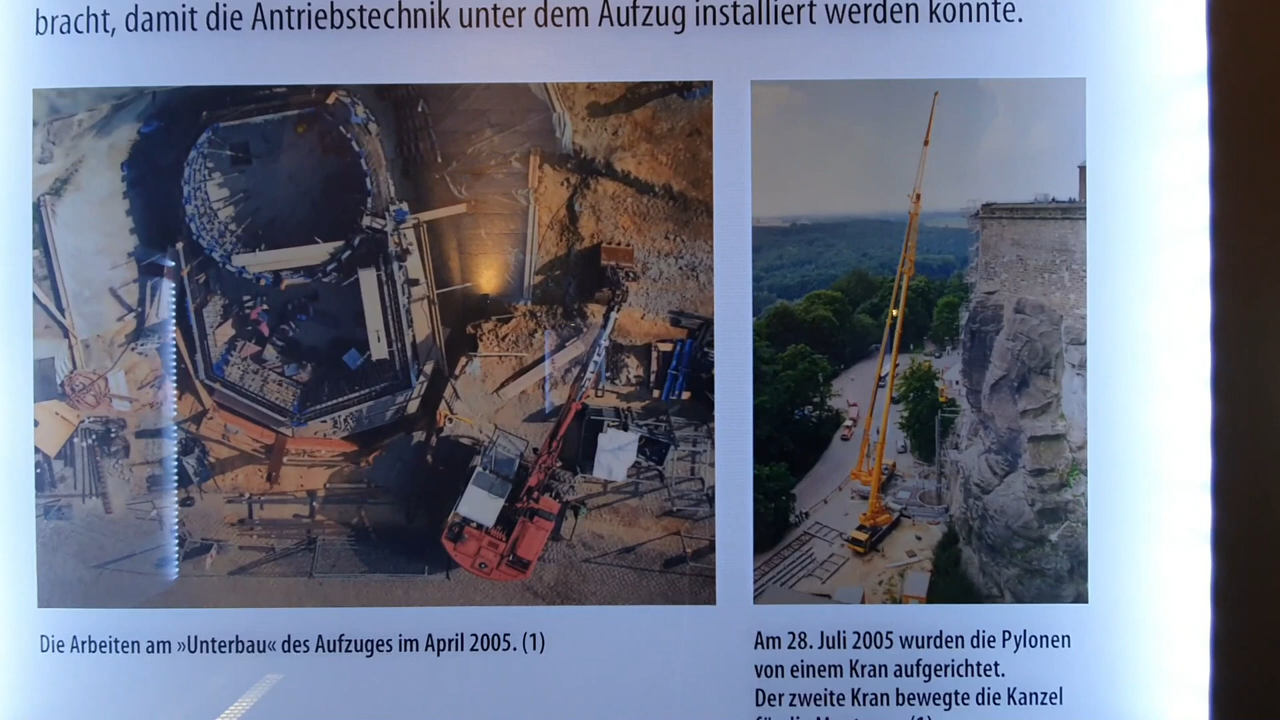 bracht, damit die Antriebstechnik unter dem Aufzug installiert werden konnte.
Die Arbeiten am »Unterbau« des Aufzuges im April 2005. (1)
Am 28. Juli 2005 wurden die Pylonen
von einem Kran aufgerichtet.
Der zweite Kran bewegte die Kanzel